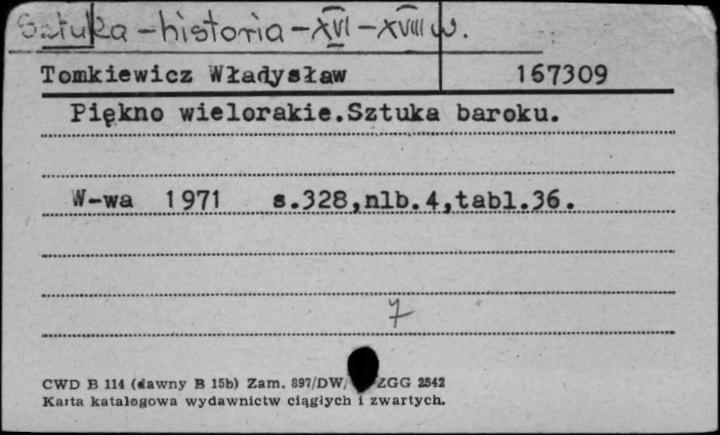 Sztuka - historia - XVI - XVIII w.
Tomkiewicz Władysław 167309
Piękno wielorakie.Sztuka baroku.
W-wa 1971 s.328,nlb.4,tabl.36.
7
CWD B 114 (dawny B 15b) Zam. 897/DW/ ZGG 2542
Karta katalogowa wydawnictw ciągłych i zwartych.